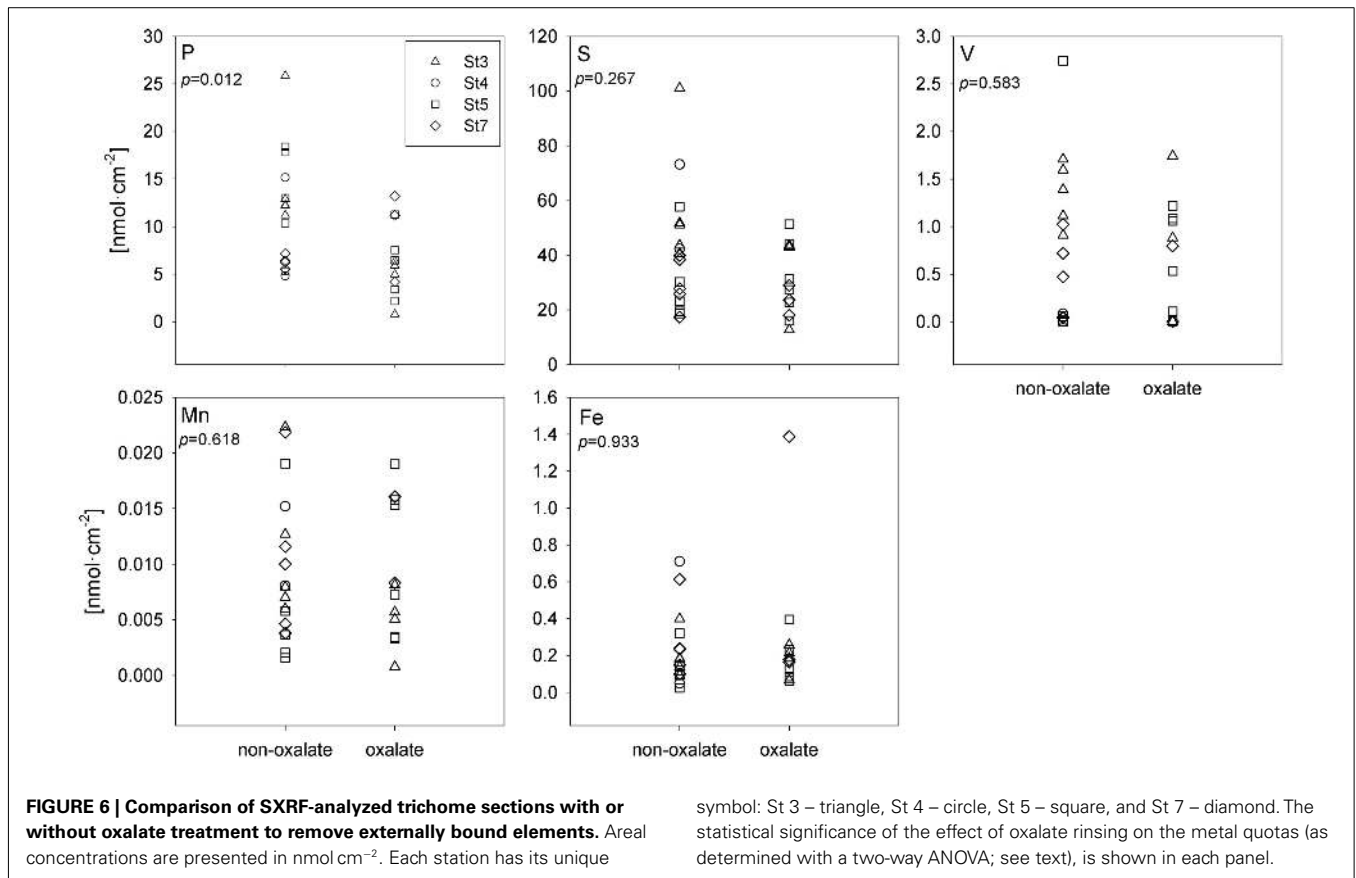 30
25
20
15
10
5
0
[nmol·cm⁻²]
P
p=0.012
St3
St4
St5
St7
120
100
80
60
40
20
0
S
p=0.267
3.0
2.5
2.0
1.5
1.0
0.5
0.0
V
p=0.583
non-oxalate oxalate
0.025
0.020
0.015
0.010
0.005
0.000
[nmol·cm⁻²]
Mn
p=0.618
non-oxalate oxalate
1.6
1.4
1.2
1.0
0.8
0.6
0.4
0.2
0.0
Fe
p=0.933
non-oxalate oxalate
FIGURE 6 | Comparison of SXRF-analyzed trichome sections with or
without oxalate treatment to remove externally bound elements. Areal
concentrations are presented in nmol cm⁻². Each station has its unique
symbol: St 3 – triangle, St 4 – circle, St 5 – square, and St 7 – diamond. The
statistical significance of the effect of oxalate rinsing on the metal quotas (as
determined with a two-way ANOVA; see text), is shown in each panel.